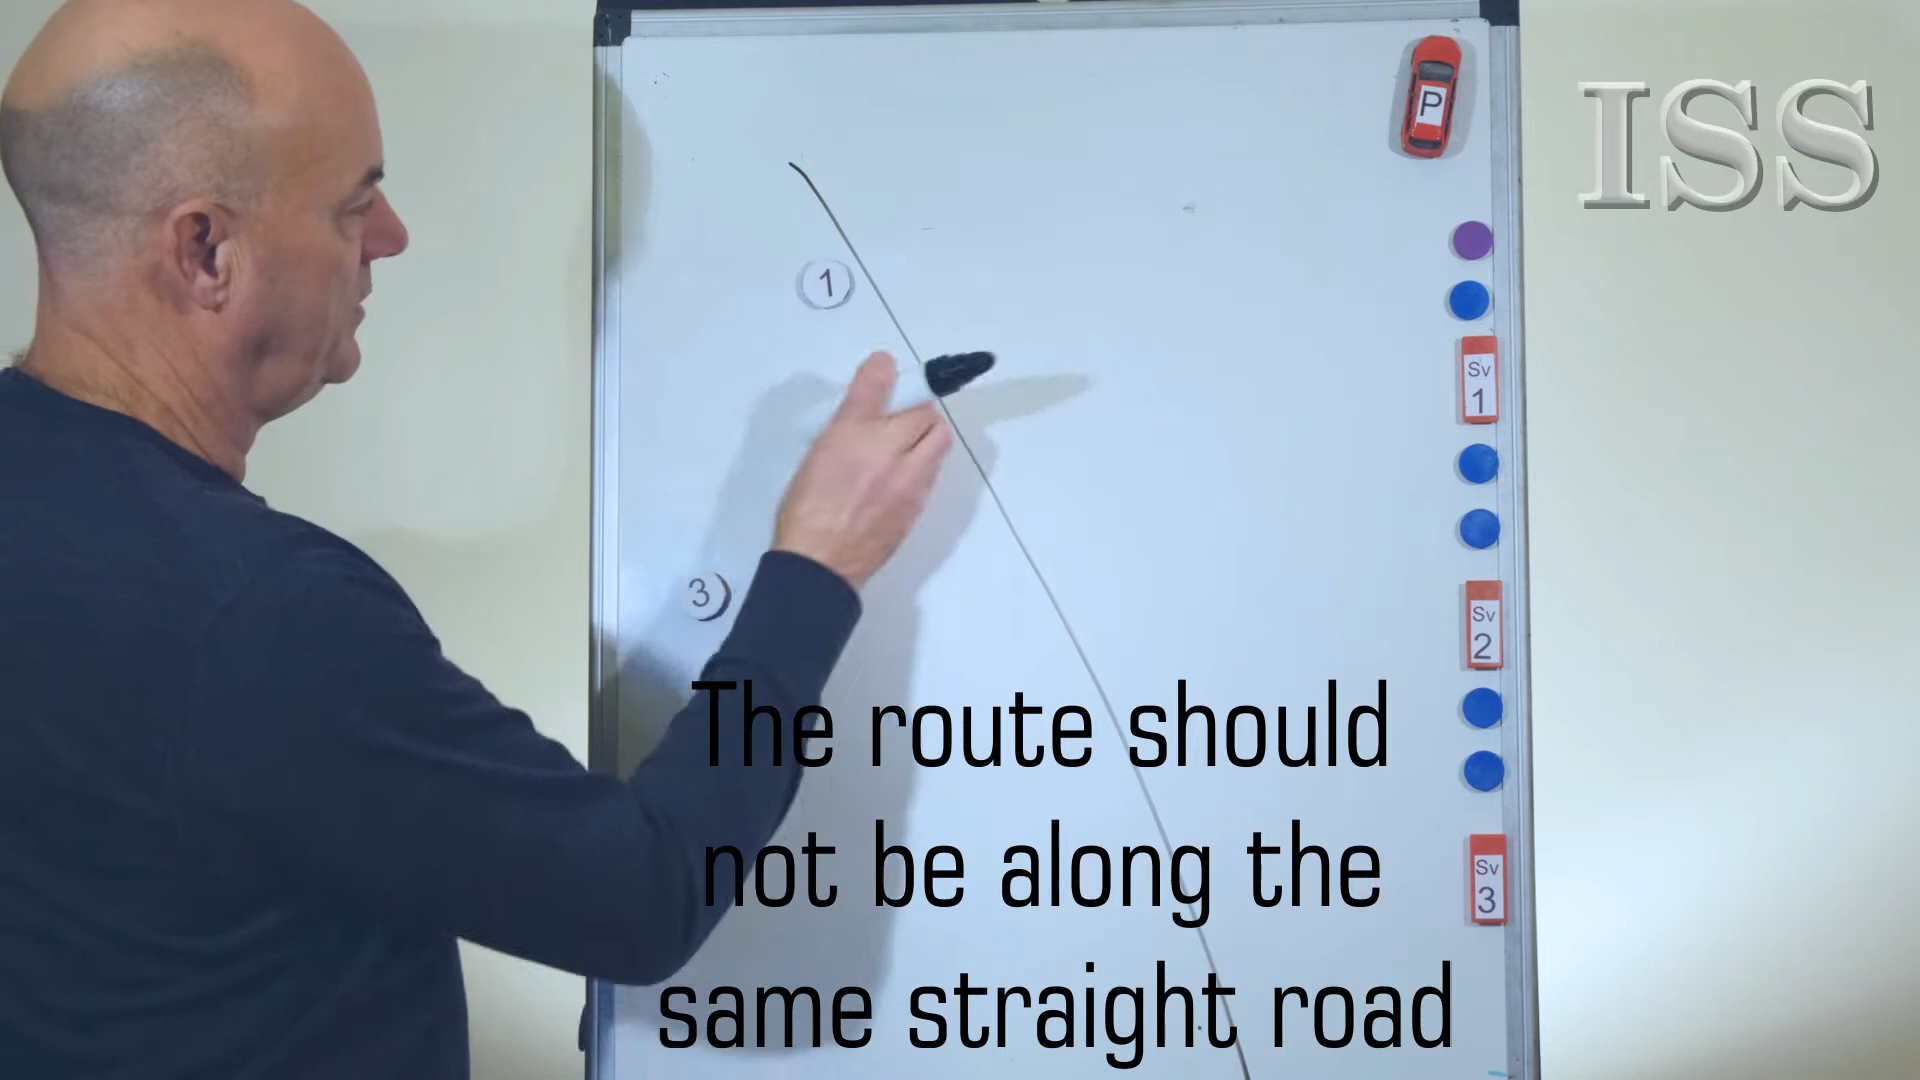 P
ISS
1
Sv
1
3
Sv
2
The route should
not be along the
same straight road
Sv
3